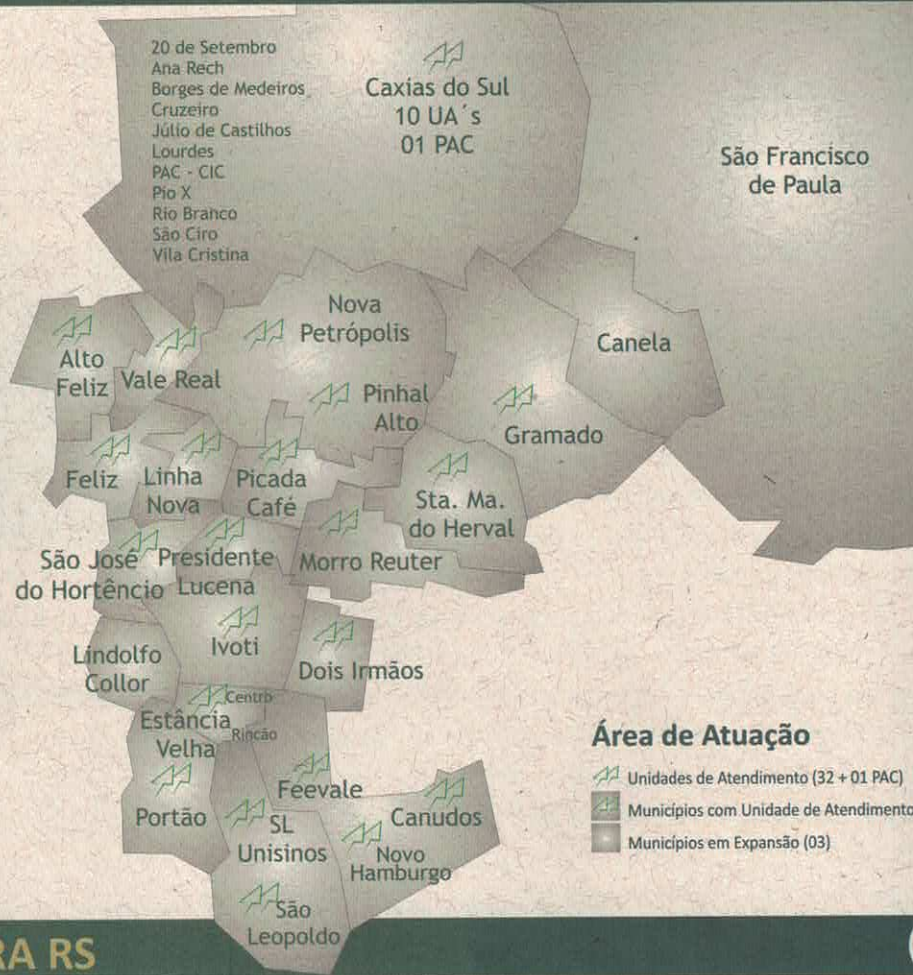 20 de Setembro
Ana Rech
Borges de Medeiros
Cruzeiro
Júlio de Castilhos
Lourdes
PAC - CIC
Pio X
Rio Branco
São Ciro
Vila Cristina
Caxias do Sul
10 UA´s
01 PAC
São Francisco
de Paula
Nova
Petrópolis
Canela
Alto
Feliz
Vale Real
Pinhal
Alto
Gramado
Feliz
Linha
Nova
Picada
Café
Sta. Ma.
do Herval
São José
do Hortêncio
Presidente
Lucena
Morro Reuter
Ivoti
Lindolfo
Collor
Dois Irmãos
Centro
Estância
Velha
Rincão
Feevale
Portão
SL
Unisinos
Canudos
Novo
Hamburgo
São
Leopoldo
Área de Atuação
Unidades de Atendimento (32 + 01 PAC)
Municípios com Unidade de Atendimento
Municípios em Expansão (03)
RA RS